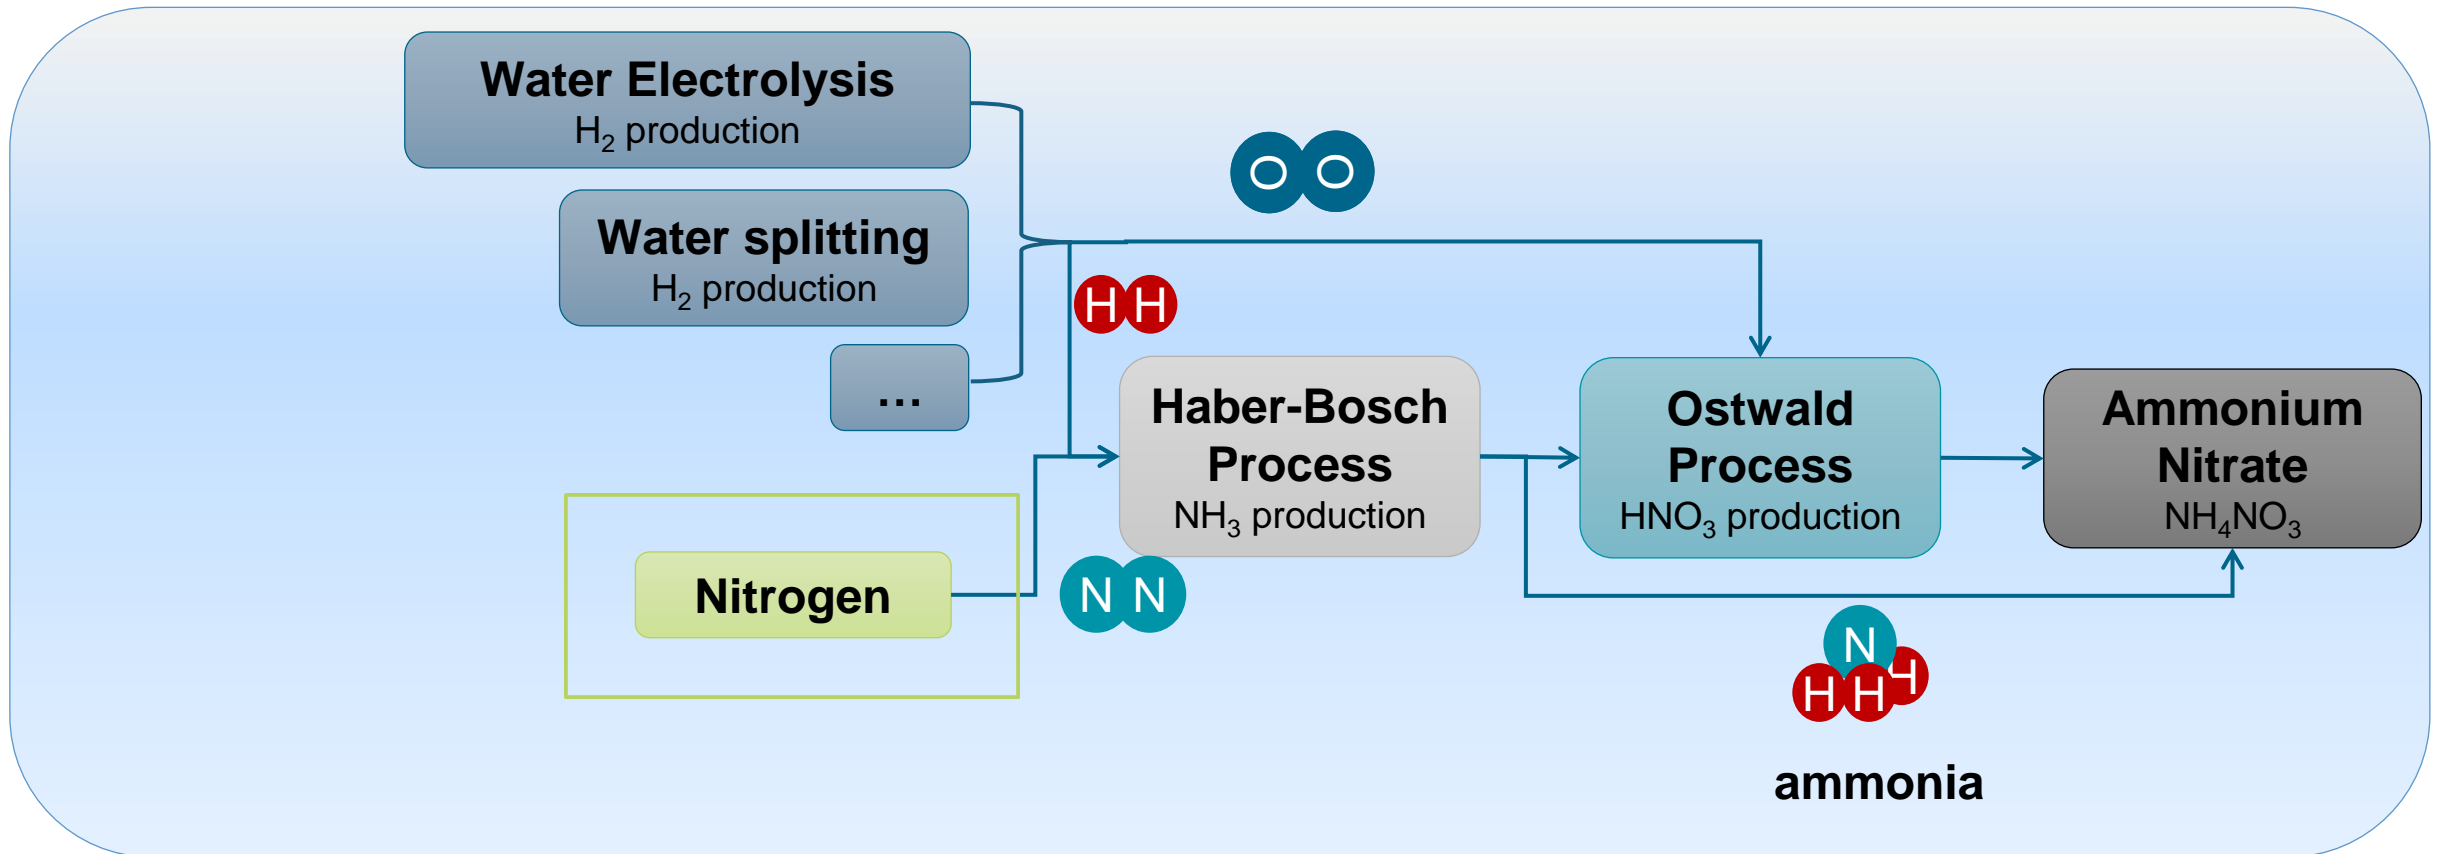 Water Electrolysis
H₂ production
O O
Water splitting
H₂ production
H H
...
Haber-Bosch
Process
NH₃ production
Ostwald
Process
HNO₃ production
Ammonium
Nitrate
NH₄NO₃
Nitrogen
N N
N
H H H
ammonia